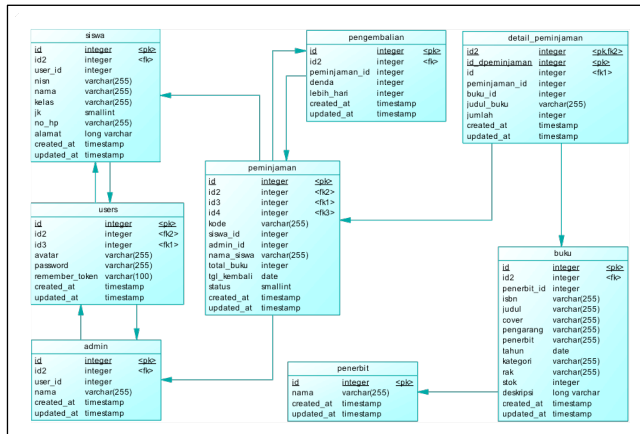 siswa
id integer <pk>
id2 integer <fk>
user_id integer
nisn varchar(255)
nama varchar(255)
kelas varchar(255)
jk smallint
no_hp varchar(255)
alamat long varchar
created_at timestamp
updated_at timestamp
pengembalian
id integer <pk>
id2 integer <fk>
peminjaman_id integer
denda integer
lebih_hari integer
created_at timestamp
updated_at timestamp
detail_peminjaman
id2 integer <pk,fk2>
id_dpeminjaman integer <pk>
id integer <fk1>
peminjaman_id integer
buku_id integer
judul_buku varchar(255)
jumlah integer
created_at timestamp
updated_at timestamp
peminjaman
id integer <pk>
id2 integer <fk2>
id3 integer <fk1>
id4 integer <fk3>
kode varchar(255)
siswa_id integer
admin_id integer
nama_siswa varchar(255)
total_buku integer
tgl_kembali date
status smallint
created_at timestamp
updated_at timestamp
users
id integer <pk>
id2 integer <fk2>
id3 integer <fk1>
avatar varchar(255)
password varchar(255)
remember_token varchar(100)
created_at timestamp
updated_at timestamp
buku
id integer <pk>
id2 integer <fk>
penerbit_id integer
isbn varchar(255)
judul varchar(255)
cover varchar(255)
pengarang varchar(255)
penerbit varchar(255)
tahun date
kategori varchar(255)
rak varchar(255)
stok integer
deskripsi long varchar
created_at timestamp
updated_at timestamp
admin
id integer <pk>
id2 integer <fk>
user_id integer
nama varchar(255)
created_at timestamp
updated_at timestamp
penerbit
id integer <pk>
nama varchar(255)
created_at timestamp
updated_at timestamp